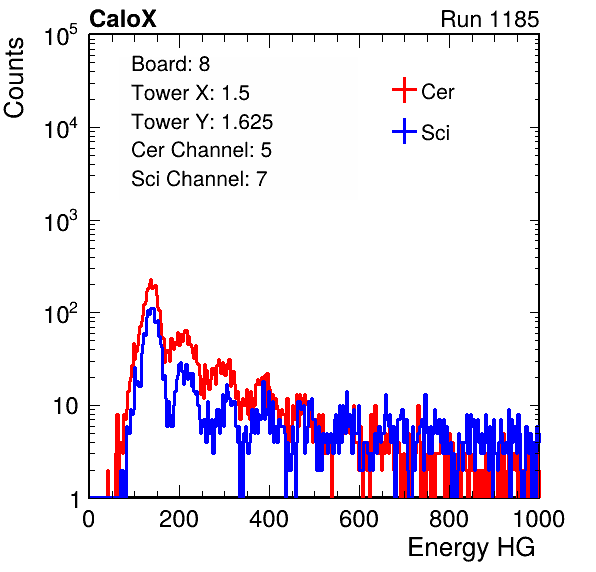 CaloX
Run 1185
Counts
10^5
10^4
10^3
10^2
10
1
Board: 8
Tower X: 1.5
Tower Y: 1.625
Cer Channel: 5
Sci Channel: 7
Cer
Sci
0 200 400 600 800 1000
Energy HG